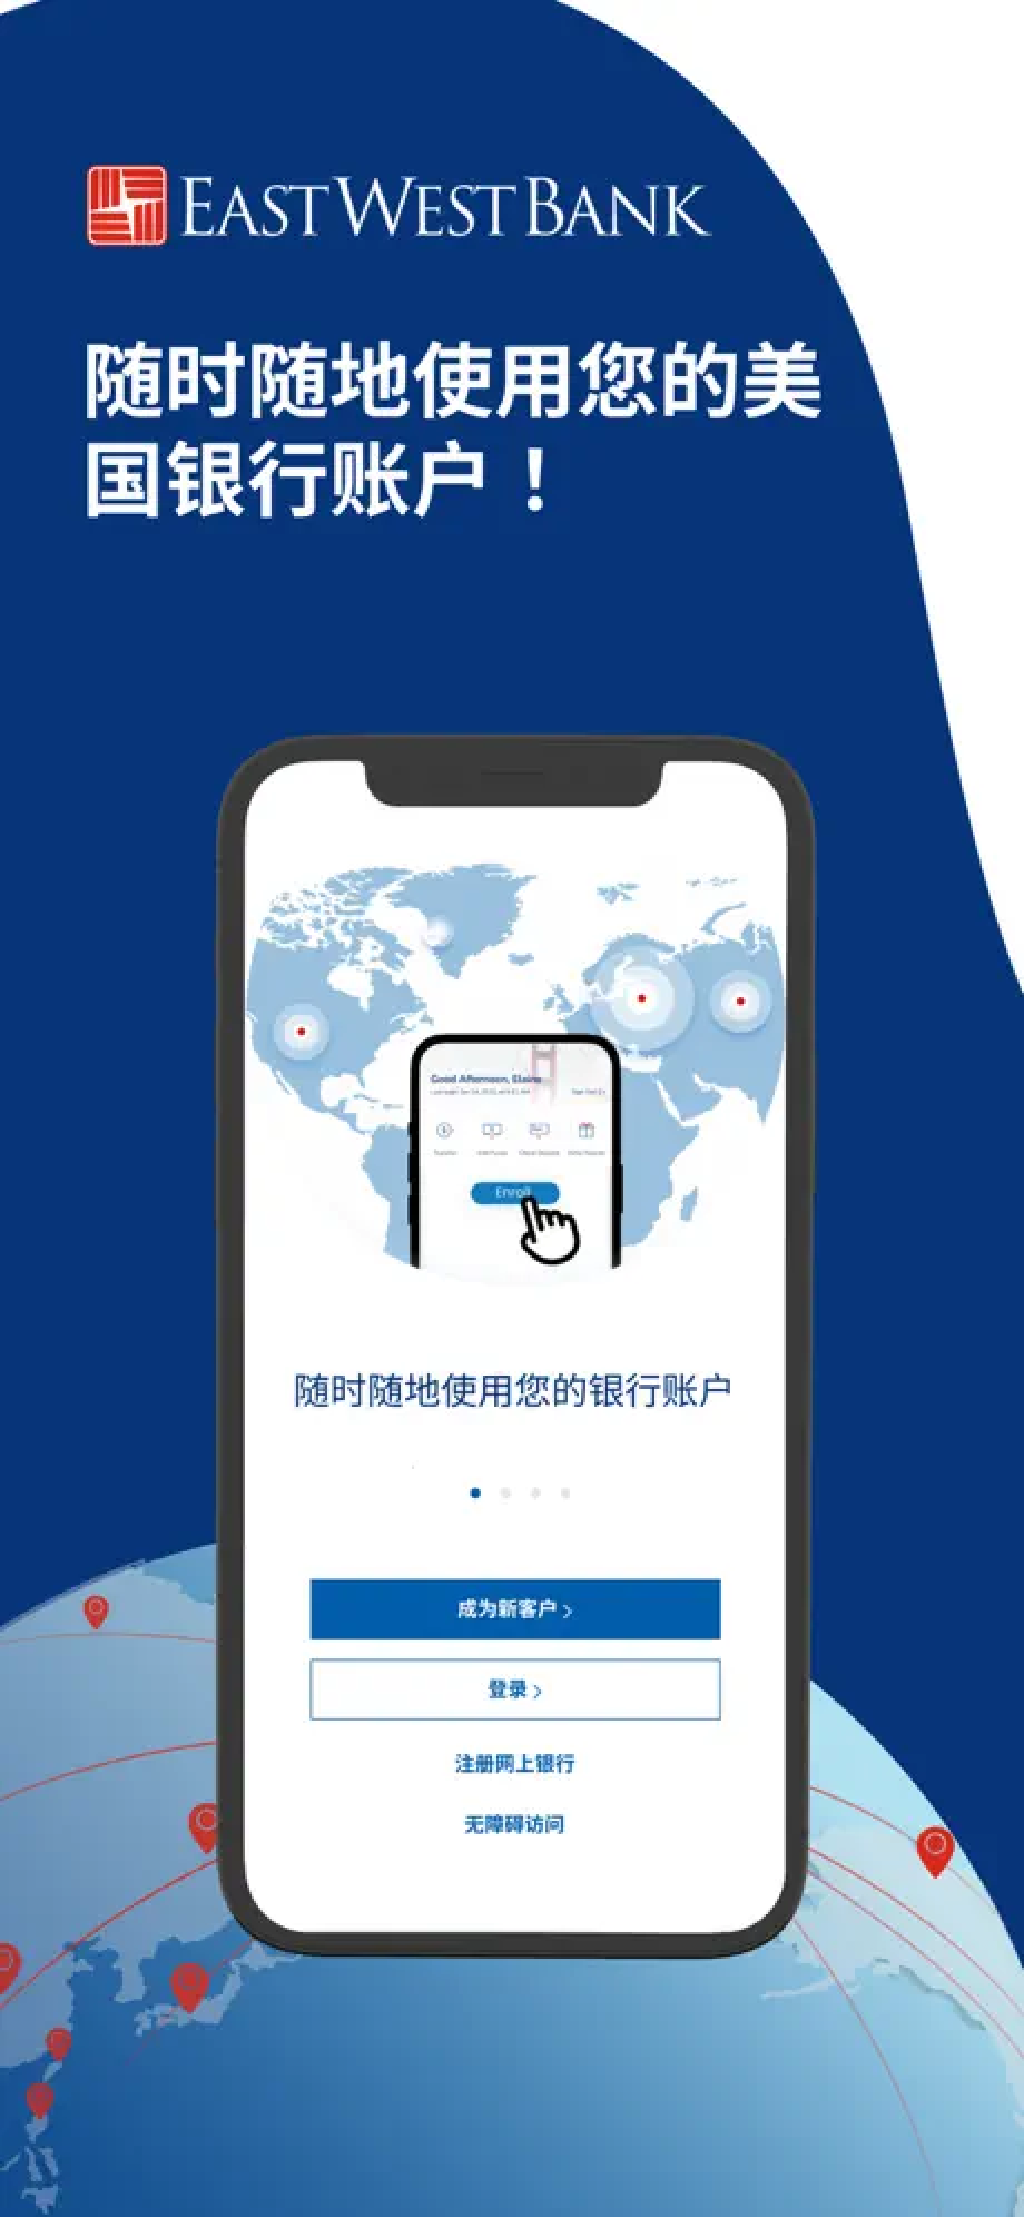 EAST WEST BANK
随时随地使用您的美
国银行账户！
Good Afternoon, Elaine
Enroll
随时随地使用您的银行账户
成为新客户 >
登录 >
注册网上银行
无障碍访问